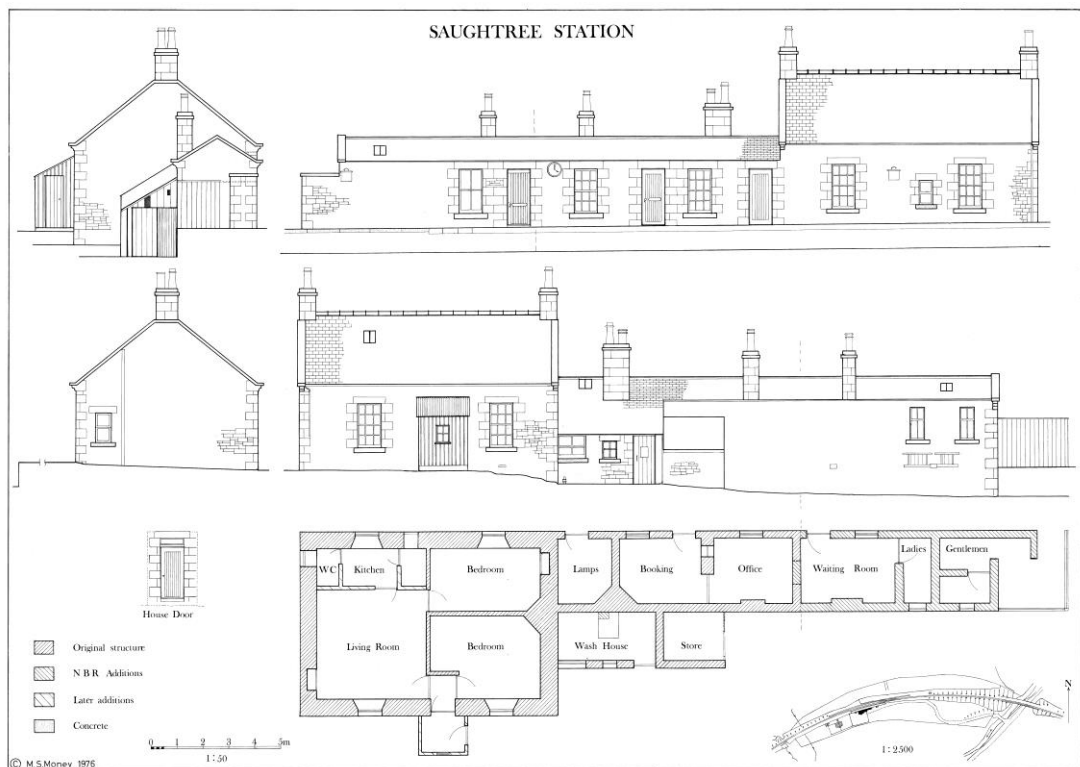 SAUGHTREE STATION
WC
Kitchen
Bedroom
Lamps
Booking
Office
Waiting Room
Ladies
Gentlemen
Living Room
Bedroom
Wash House
Store
House Door
Original structure
N B R Additions
Later additions
Concrete
0 1 2 3 4 5m
1:50
N
1:2500
© M.S.Money 1976